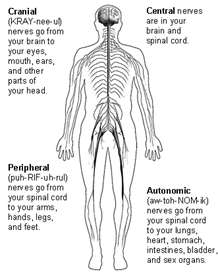 Cranial
(KRAY-nee-ul)
nerves go from
your brain to
your eyes,
mouth, ears,
and other
parts of
your head.
Central nerves
are in your
brain and
spinal cord.
Peripheral
(puh-RIF-uh-rul)
nerves go from
your spinal cord
to your arms,
hands, legs,
and feet.
Autonomic
(aw-toh-NOM-ik)
nerves go from
your spinal cord
to your lungs,
heart, stomach,
intestines, bladder,
and sex organs.